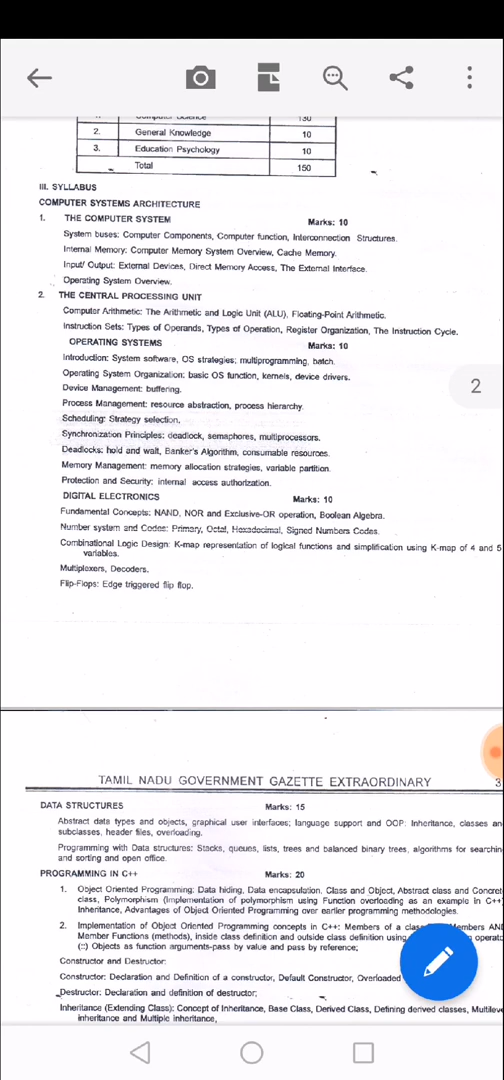 1. Computer Science 130
2. General Knowledge 10
3. Education Psychology 10
Total 150
III. SYLLABUS
COMPUTER SYSTEMS ARCHITECTURE
1. THE COMPUTER SYSTEM Marks: 10
System buses: Computer Components, Computer function, Interconnection Structures.
Internal Memory: Computer Memory System Overview, Cache Memory.
Input/ Output: External Devices, Direct Memory Access, The External Interface.
Operating System Overview.
2. THE CENTRAL PROCESSING UNIT
Computer Arithmetic: The Arithmetic and Logic Unit (ALU), Floating-Point Arithmetic.
Instruction Sets: Types of Operands, Types of Operation, Register Organization, The Instruction Cycle.
OPERATING SYSTEMS Marks: 10
Introduction: System software, OS strategies; multiprogramming, batch.
Operating System Organization: basic OS function, kernels, device drivers.
2
Device Management: buffering.
Process Management: resource abstraction, process hierarchy.
Scheduling: Strategy selection.
Synchronization Principles: deadlock, semaphores, multiprocessors.
Deadlocks: hold and wait, Banker's Algorithm, consumable resources.
Memory Management: memory allocation strategies, variable partition.
Protection and Security: internal access authorization.
DIGITAL ELECTRONICS Marks: 10
Fundamental Concepts: NAND, NOR and Exclusive-OR operation, Boolean Algebra.
Number system and Codes: Primary, Octal, Hexadecimal, Signed Numbers Codes.
Combinational Logic Design: K-map representation of logical functions and simplification using K-map of 4 and 5
variables.
Multiplexers, Decoders.
Flip-Flops: Edge triggered flip flop.
TAMIL NADU GOVERNMENT GAZETTE EXTRAORDINARY 3
DATA STRUCTURES Marks: 15
Abstract data types and objects, graphical user interfaces; language support and OOP: Inheritance, classes an
subclasses, header files, overloading.
Programming with Data structures: Stacks, queues, lists, trees and balanced binary trees, algorithms for searchin
and sorting and open office.
PROGRAMMING IN C++ Marks: 20
1. Object Oriented Programming: Data hiding, Data encapsulation, Class and Object, Abstract class and Concret
class, Polymorphism (Implementation of polymorphism using Function overloading as an example in C++
Inheritance, Advantages of Object Oriented Programming over earlier programming methodologies.
2. Implementation of Object Oriented Programming concepts in C++: Members of a class Members AN
Member Functions (methods), inside class definition and outside class definition using operato
(::) Objects as function arguments-pass by value and pass by reference;
Constructor and Destructor:
Constructor: Declaration and Definition of a constructor, Default Constructor, Overloaded
Destructor: Declaration and definition of destructor;
Inheritance (Extending Class): Concept of Inheritance, Base Class, Derived Class, Defining derived classes, Multileve
inheritance and Multiple Inheritance,